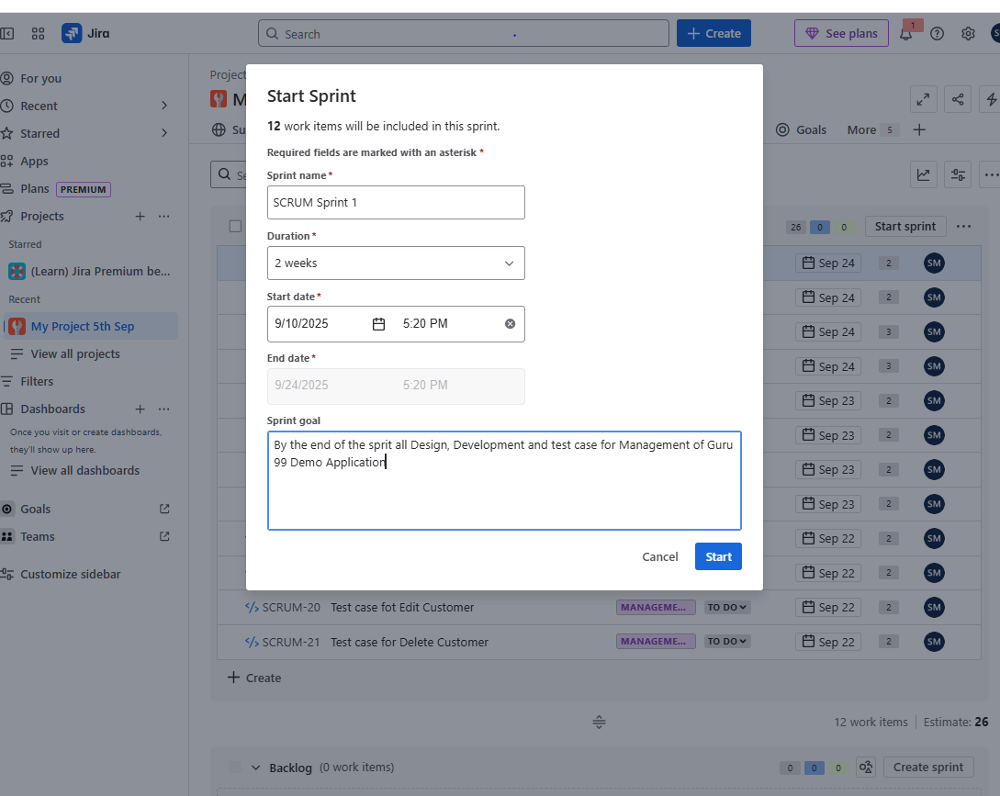 Jira
Search
Create
See plans
1
For you
Recent
Starred
Apps
Plans PREMIUM
Projects
Starred
(Learn) Jira Premium be...
Recent
My Project 5th Sep
View all projects
Filters
Dashboards
Once you visit or create dashboards,
they'll show up here.
View all dashboards
Goals
Teams
Customize sidebar
Goals
More 5
26 0 0 Start sprint
Start Sprint
12 work items will be included in this sprint.
Required fields are marked with an asterisk *
Sprint name *
SCRUM Sprint 1
Duration *
2 weeks
Start date *
9/10/2025 5:20 PM
End date *
9/24/2025 5:20 PM
Sprint goal
By the end of the sprit all Design, Development and test case for Management of Guru
99 Demo Application
Cancel Start
Sep 24 2 SM
Sep 24 2 SM
Sep 24 3 SM
Sep 24 3 SM
Sep 23 2 SM
Sep 23 2 SM
Sep 23 2 SM
Sep 23 2 SM
Sep 22 2 SM
Sep 22 2 SM
SCRUM-20 Test case fot Edit Customer MANAGEME... TO DO Sep 22 2 SM
SCRUM-21 Test case for Delete Customer MANAGEME... TO DO Sep 22 2 SM
Create
12 work items Estimate: 26
Backlog (0 work items) 0 0 0 Create sprint